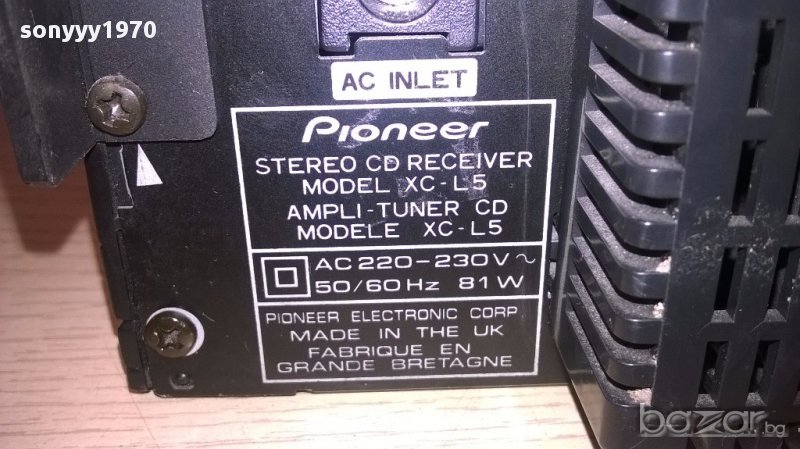 sonyyy1970
AC INLET
Pioneer
STEREO CD RECEIVER
MODEL XC-L5
AMPLI-TUNER CD
MODELE XC-L5
AC 220-230V~
50/60Hz 81W
PIONEER ELECTRONIC CORP
MADE IN THE UK
FABRIQUE EN
GRANDE BRETAGNE
bazar.bg